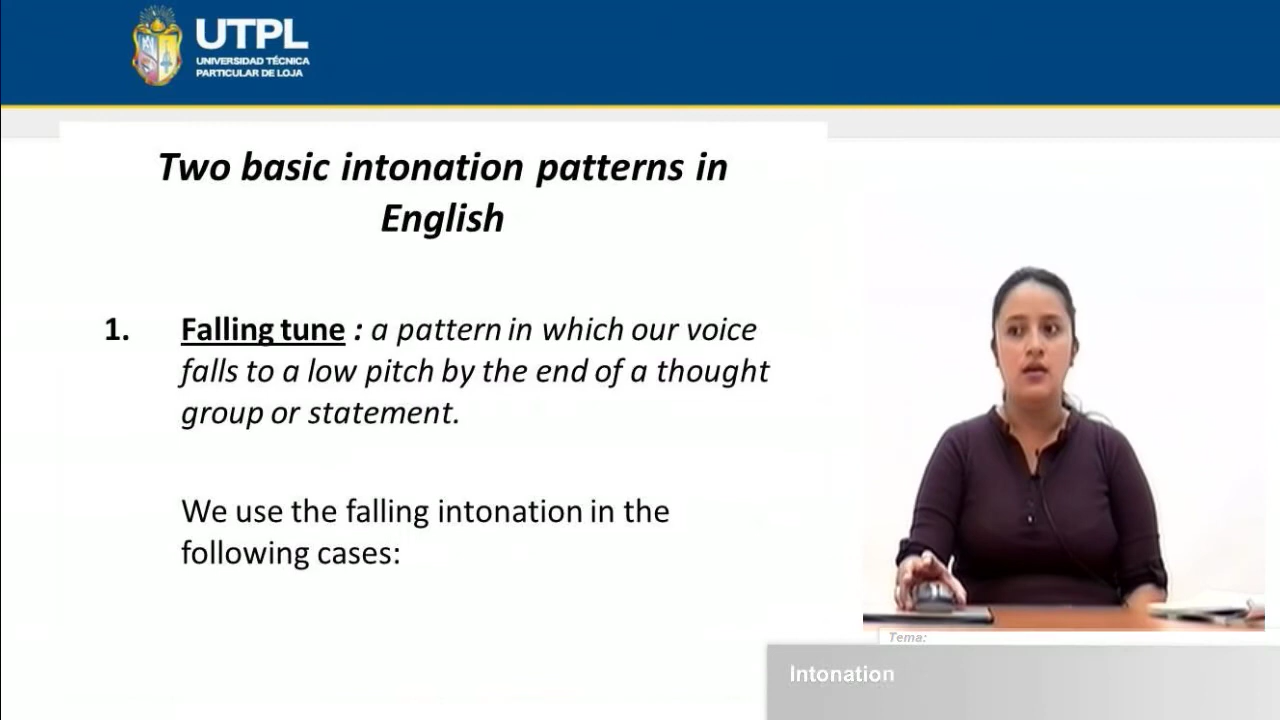 UTPL
UNIVERSIDAD TÉCNICA
PARTICULAR DE LOJA
Two basic intonation patterns in
English
1. Falling tune : a pattern in which our voice
falls to a low pitch by the end of a thought
group or statement.
We use the falling intonation in the
following cases:
Tema:
Intonation